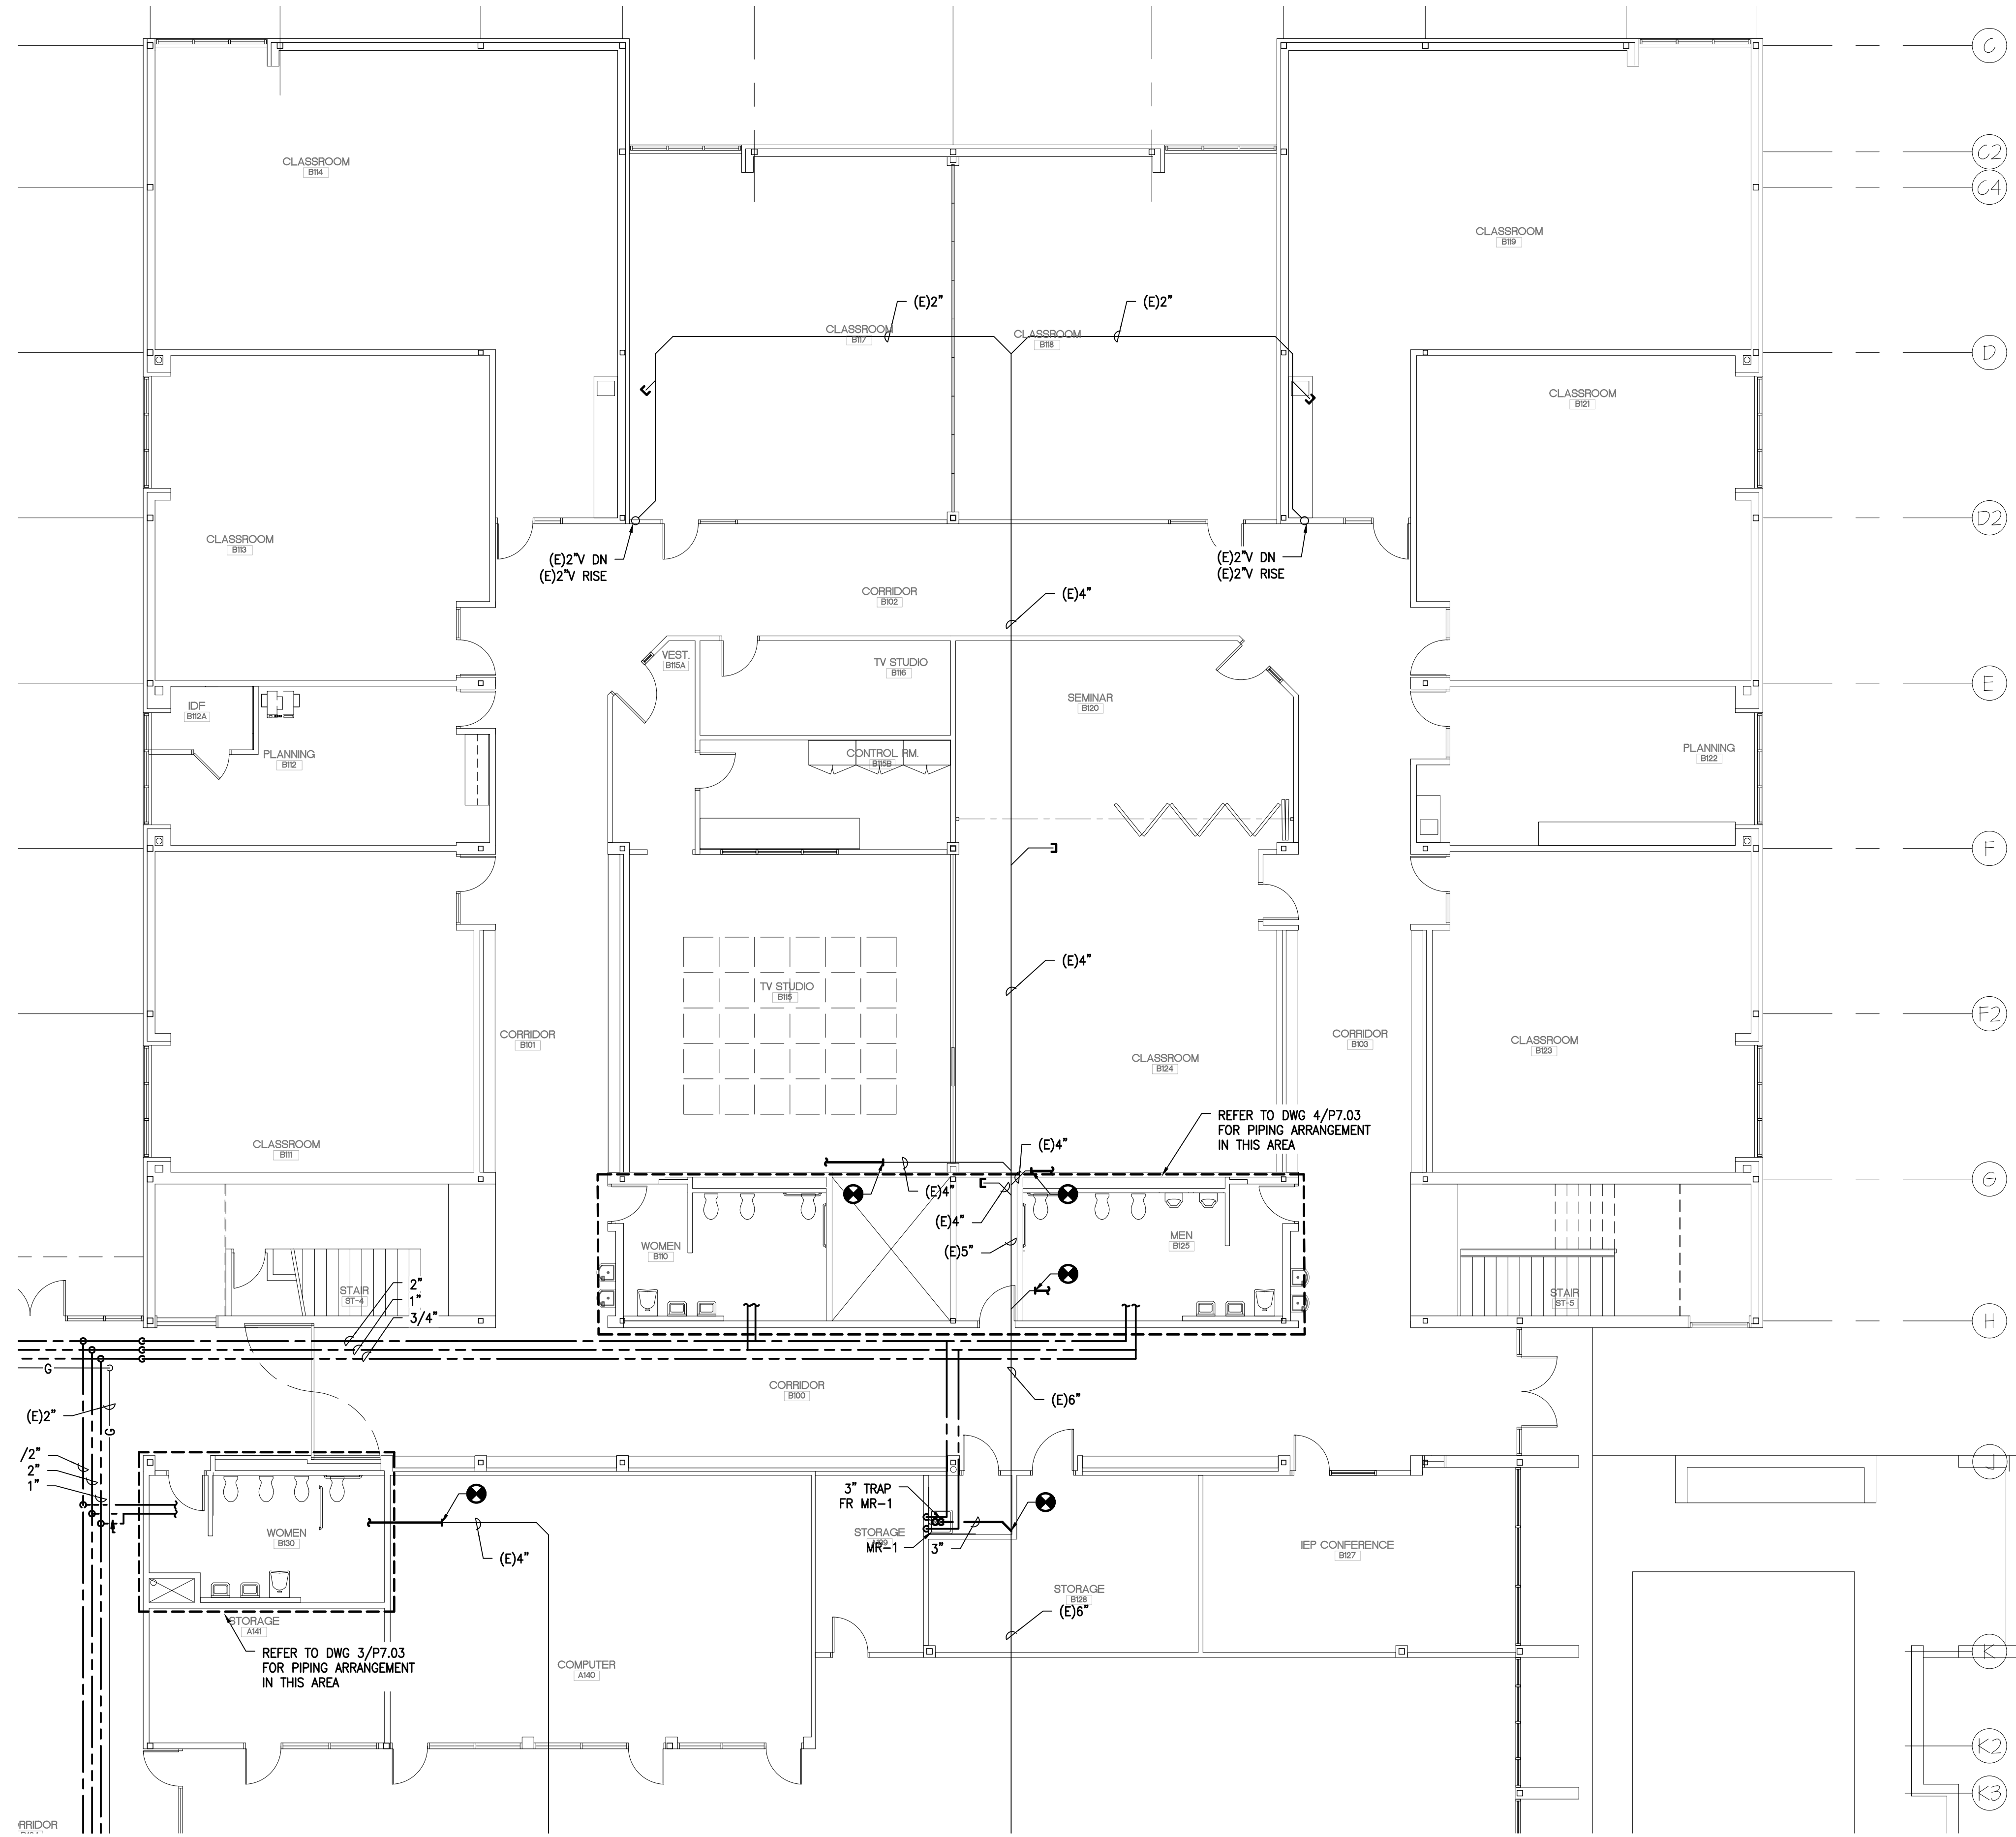 C
C2
CLASSROOM
B114
C4
CLASSROOM
B119
(E)2"
(E)2"
CLASSROOM
B117
CLASSROOM
B118
D
CLASSROOM
B121
D2
CLASSROOM
B113
(E)2"V DN
(E)2"V RISE
(E)2"V DN
(E)2"V RISE
CORRIDOR
B102
(E)4"
VEST.
B115A
TV STUDIO
B116
E
IDF
B112A
SEMINAR
B120
PLANNING
B112
CONTROL RM.
B115B
PLANNING
B122
F
(E)4"
TV STUDIO
B115
F2
CORRIDOR
B101
CORRIDOR
B103
CLASSROOM
B123
CLASSROOM
B124
REFER TO DWG 4/P7.03
FOR PIPING ARRANGEMENT
IN THIS AREA
CLASSROOM
B111
(E)4"
G
(E)4"
(E)4"
WOMEN
B110
(E)5"
MEN
B125
STAIR
ST-4
2"
1"
3/4"
STAIR
ST-5
H
G
CORRIDOR
B100
(E)6"
(E)2"
G
J
/2"
2"
1"
3" TRAP
FR MR-1
WOMEN
B130
STORAGE
MR-1
3"
(E)4"
IEP CONFERENCE
B127
STORAGE
B128
(E)6"
STORAGE
A141
REFER TO DWG 3/P7.03
FOR PIPING ARRANGEMENT
IN THIS AREA
COMPUTER
A140
K
K2
K3
RRIDOR